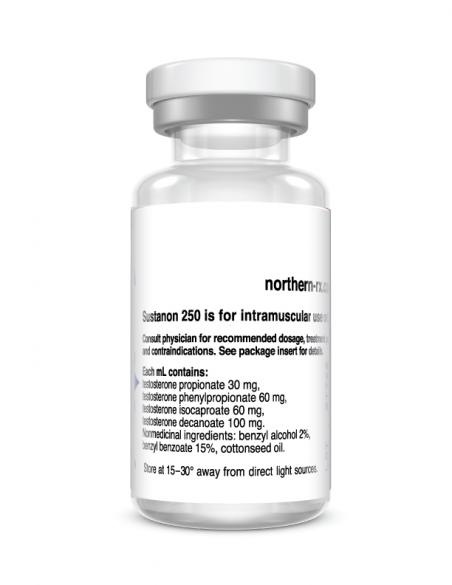 northern-rx.
Sustanon 250 is for intramuscular use
Consult physician for recommended dosage, treatment
and contraindications. See package insert for details.
Each mL contains:
testosterone propionate 30 mg,
testosterone phenylpropionate 60 mg,
testosterone isocaproate 60 mg,
testosterone decanoate 100 mg.
Nonmedicinal ingredients: benzyl alcohol 2%,
benzyl benzoate 15%, cottonseed oil.
Store at 15-30° away from direct light sources.